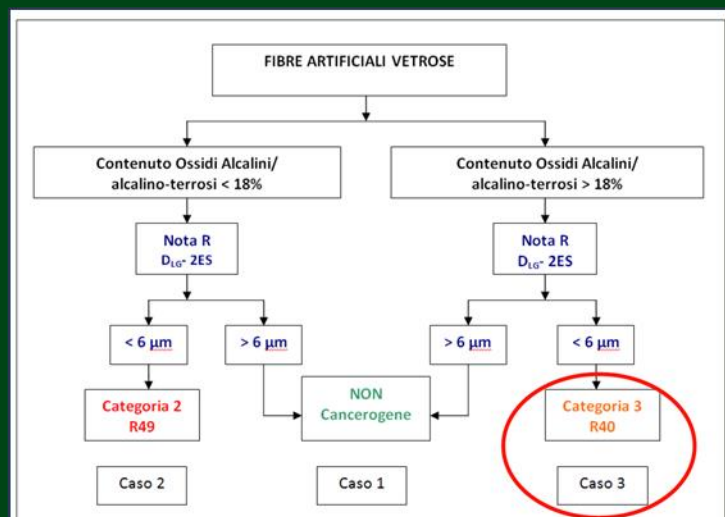 FIBRE ARTIFICIALI VETROSE
Contenuto Ossidi Alcalini/
alcalino-terrosi < 18%
Contenuto Ossidi Alcalini/
alcalino-terrosi > 18%
Nota R
D_LG- 2ES
Nota R
D_LG- 2ES
< 6 µm
> 6 µm
> 6 µm
< 6 µm
Categoria 2
R49
NON
Cancerogene
Categoria 3
R40
Caso 2
Caso 1
Caso 3